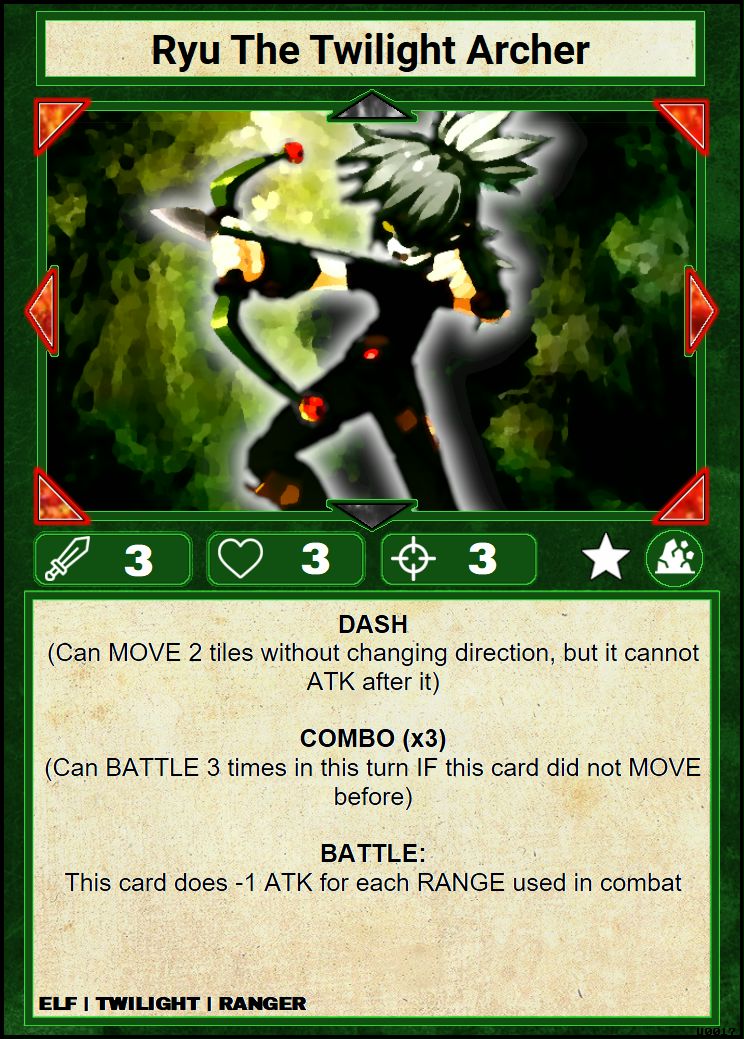 Ryu The Twilight Archer
3 3 3
DASH
(Can MOVE 2 tiles without changing direction, but it cannot
ATK after it)
COMBO (x3)
(Can BATTLE 3 times in this turn IF this card did not MOVE
before)
BATTLE:
This card does -1 ATK for each RANGE used in combat
ELF | TWILIGHT | RANGER
U0017